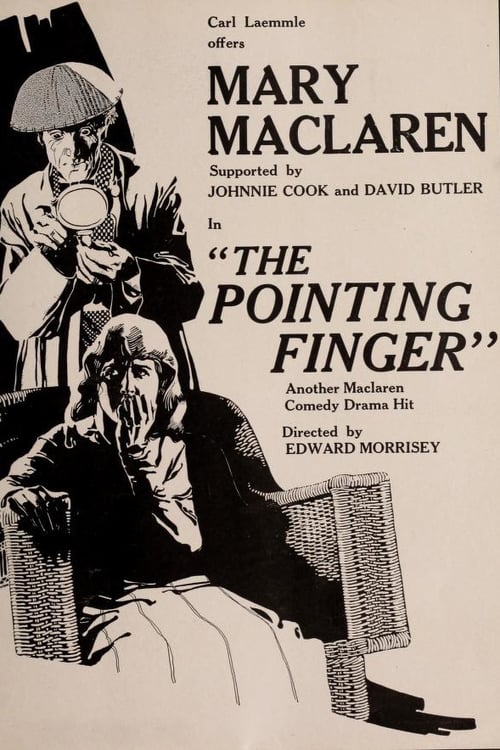 Carl Laemmle
offers
MARY
MACLAREN
Supported by
JOHNNIE COOK and DAVID BUTLER
In
"THE
POINTING
FINGER"
Another Maclaren
Comedy Drama Hit
Directed by
EDWARD MORRISEY